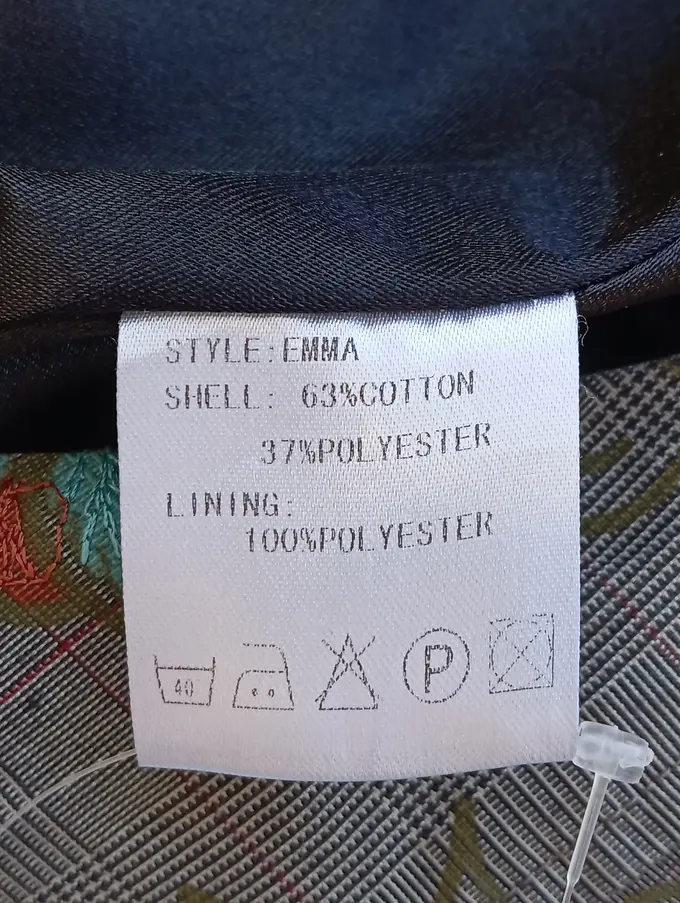 STYLE:EMMA
SHELL: 63%COTTON
37%POLYESTER
LINING:
100%POLYESTER
40 P